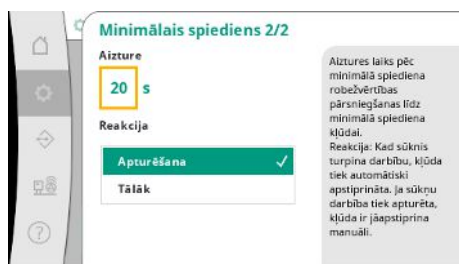 Minimālais spiediens 2/2
Aizture
20 s
Reakcija
Apturēšana
Tālāk
Aiztures laiks pēc
minimālā spiediena
robežvērtības
pārsniegšanas līdz
minimālā spiediena
kļūdai.
Reakcija: Kad sūknis
turpina darbību, kļūda
tiek automātiski
apstiprināta. Ja sūkņu
darbība tiek apturēta,
kļūda ir jāapstiprina
manuāli.